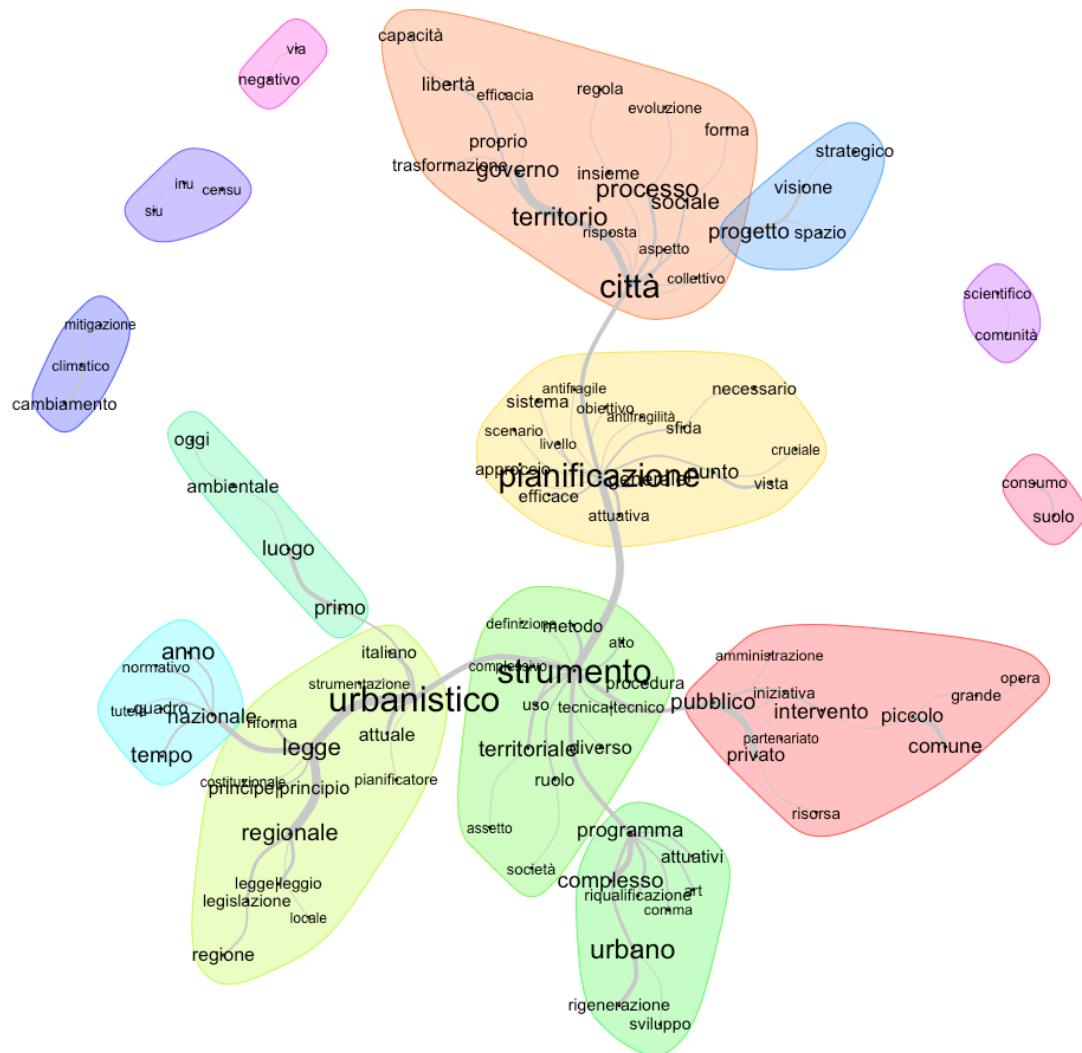 via
negativo
inu
censu
siu
mitigazione
climatico
cambiamento
capacità
libertà
efficacia
regola
evoluzione
forma
proprio
trasformazione
governo
insieme
processo
sociale
territorio
risposta
aspetto
collettivo
città
strategico
visione
progetto
spazio
scientifico
comunità
consumo
suolo
antifragile
necessario
sistema
obiettivo
antifragilità
scenario
livello
sfida
cruciale
approccio
pianificazione
generale
punto
vista
efficace
attuativa
oggi
ambientale
luogo
primo
anno
normativo
quadro
tutela
nazionale
tempo
italiano
strumentazione
urbanistico
riforma
legge
attuale
costituzionale
principe|principio
pianificatore
regionale
legge|leggio
legislazione
locale
regione
definizione
metodo
atto
complessivo
strumento
procedura
uso
tecnica|tecnico
territoriale
diverso
ruolo
assetto
società
amministrazione
pubblico
iniziativa
intervento
partenariato
privato
risorsa
opera
grande
piccolo
comune
programma
attuativi
complesso
riqualificazione
art
comma
urbano
rigenerazione
sviluppo